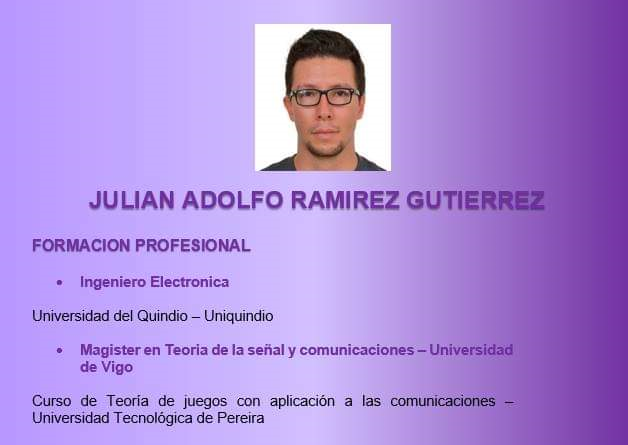 JULIAN ADOLFO RAMIREZ GUTIERREZ
FORMACION PROFESIONAL
• Ingeniero Electronica
Universidad del Quindio – Uniquindio
• Magister en Teoria de la señal y comunicaciones – Universidad
de Vigo
Curso de Teoría de juegos con aplicación a las comunicaciones –
Universidad Tecnológica de Pereira